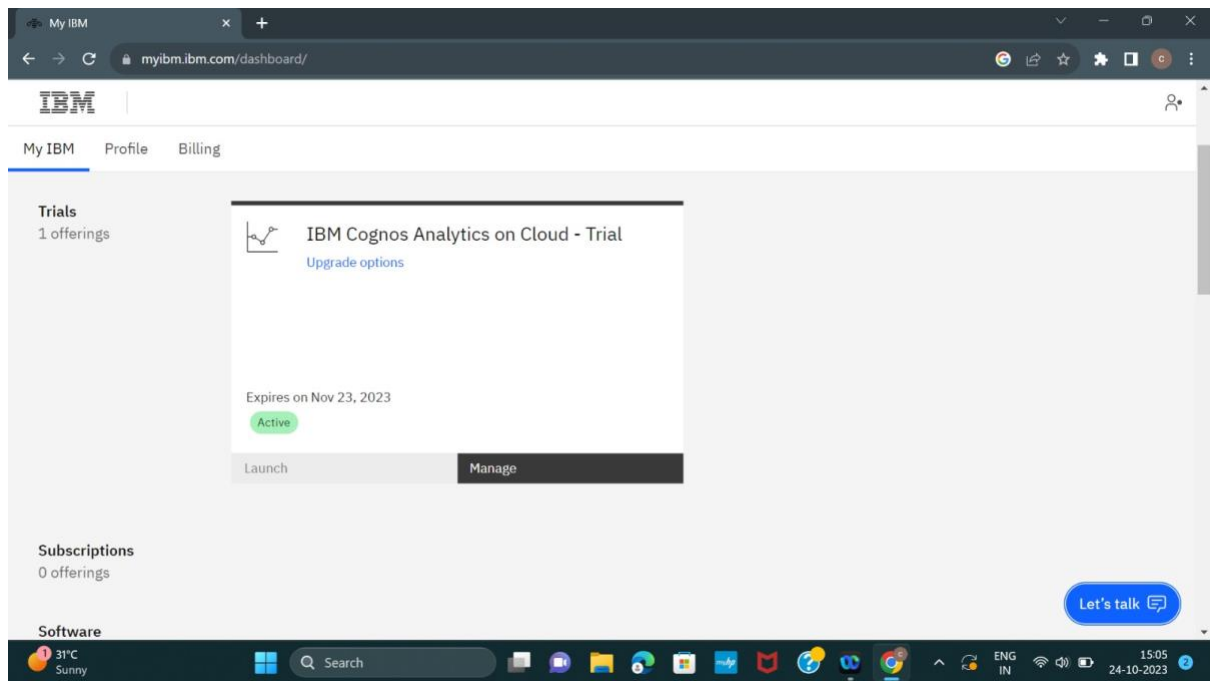 My IBM
myibm.ibm.com/dashboard/
C
IBM
My IBM Profile Billing
Trials
1 offerings
IBM Cognos Analytics on Cloud - Trial
Upgrade options
Expires on Nov 23, 2023
Active
Launch Manage
Subscriptions
0 offerings
Let's talk
Software
1
31°C
Sunny
Search
C
ENG
IN
15:05
24-10-2023
2